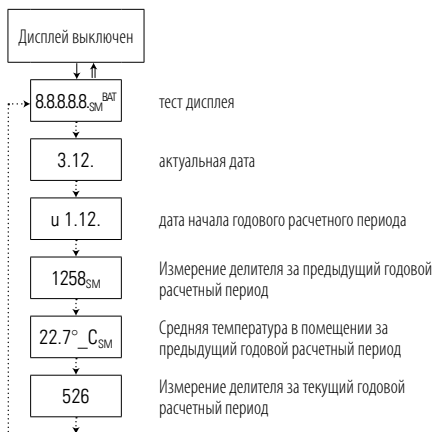 Дисплей выключен
8.8.8.8.8.SM BAT тест дисплея
3.12. актуальная дата
u 1.12. дата начала годового расчетного периода
1258SM Измерение делителя за предыдущий годовой
расчетный период
22.7°_CSM Средняя температура в помещении за
предыдущий годовой расчетный период
526 Измерение делителя за текущий годовой
расчетный период